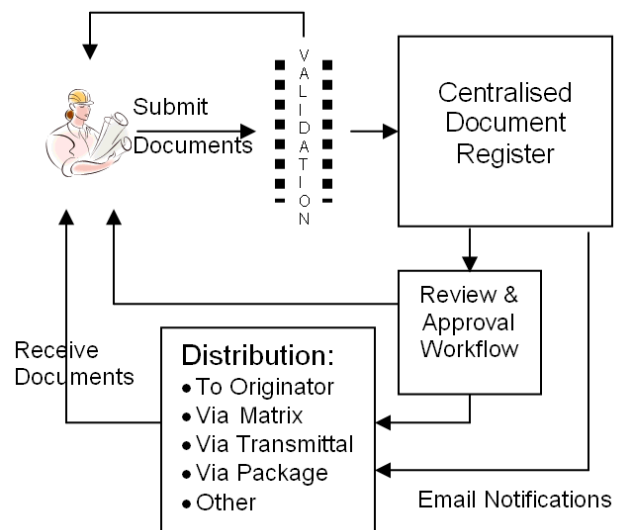 Submit
Documents
VALIDATION
Centralised
Document
Register
Review &
Approval
Workflow
Receive
Documents
Distribution:
• To Originator
• Via Matrix
• Via Transmittal
• Via Package
• Other
Email Notifications